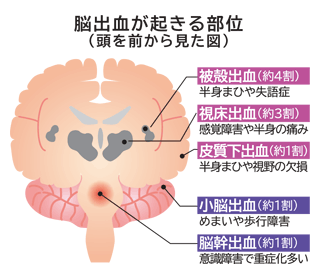 脳出血が起きる部位
(頭を前から見た図)
被殻出血(約4割)
半身まひや失語症
視床出血(約3割)
感覚障害や半身の痛み
皮質下出血(約1割)
半身まひや視野の欠損
小脳出血(約1割)
めまいや歩行障害
脳幹出血(約1割)
意識障害で重症化多い